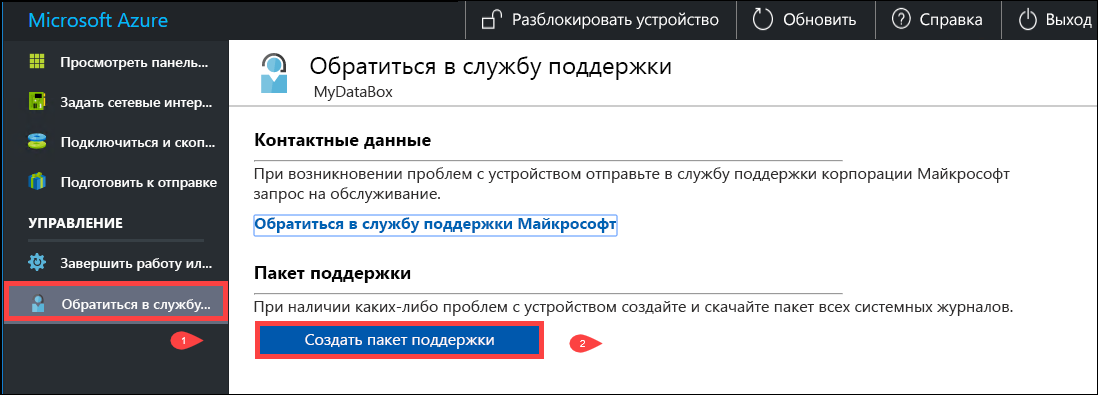 Microsoft Azure
Разблокировать устройство
Обновить
Справка
Выход
Просмотреть панель...
Задать сетевые интер...
Подключиться и скоп...
Подготовить к отправке
УПРАВЛЕНИЕ
Завершить работу ил...
Обратиться в службу...
1
Обратиться в службу поддержки
MyDataBox
Контактные данные
При возникновении проблем с устройством отправьте в службу поддержки корпорации Майкрософт
запрос на обслуживание.
Обратиться в службу поддержки Майкрософт
Пакет поддержки
При наличии каких-либо проблем с устройством создайте и скачайте пакет всех системных журналов.
Создать пакет поддержки
2